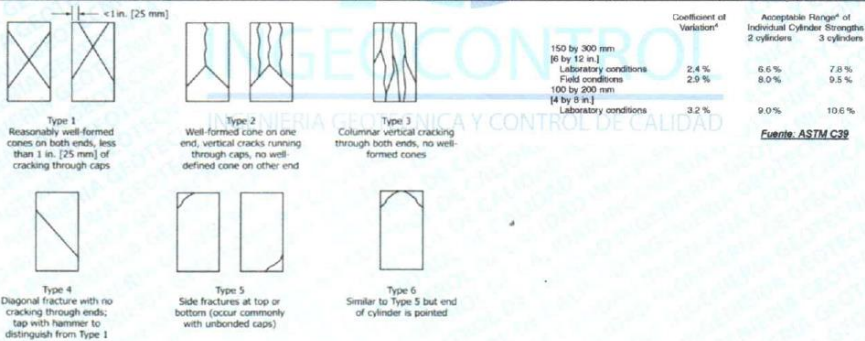 <1 in. [25 mm]
Type 1
Reasonably well-formed
cones on both ends, less
than 1 in. [25 mm] of
cracking through caps
Type 2
Well-formed cone on one
end, vertical cracks running
through caps, no well-
defined cone on other end
Type 3
Columnar vertical cracking
through both ends, no well-
formed cones
Type 4
Diagonal fracture with no
cracking through ends;
tap with hammer to
distinguish from Type 1
Type 5
Side fractures at top or
bottom (occur commonly
with unbonded caps)
Type 6
Similar to Type 5 but end
of cylinder is pointed
Coefficient of Acceptable Range⁴ of
Variation⁴ Individual Cylinder Strengths
2 cylinders 3 cylinders
150 by 300 mm
[6 by 12 in.]
Laboratory conditions 2.4 % 6.6 % 7.8 %
Field conditions 2.9 % 8.0 % 9.5 %
100 by 200 mm
[4 by 8 in.]
Laboratory conditions 3.2 % 9.0 % 10.6 %
Fuente: ASTM C39
INGEOCONTROL
INGENIERIA GEOTECNICA Y CONTROL DE CALIDAD